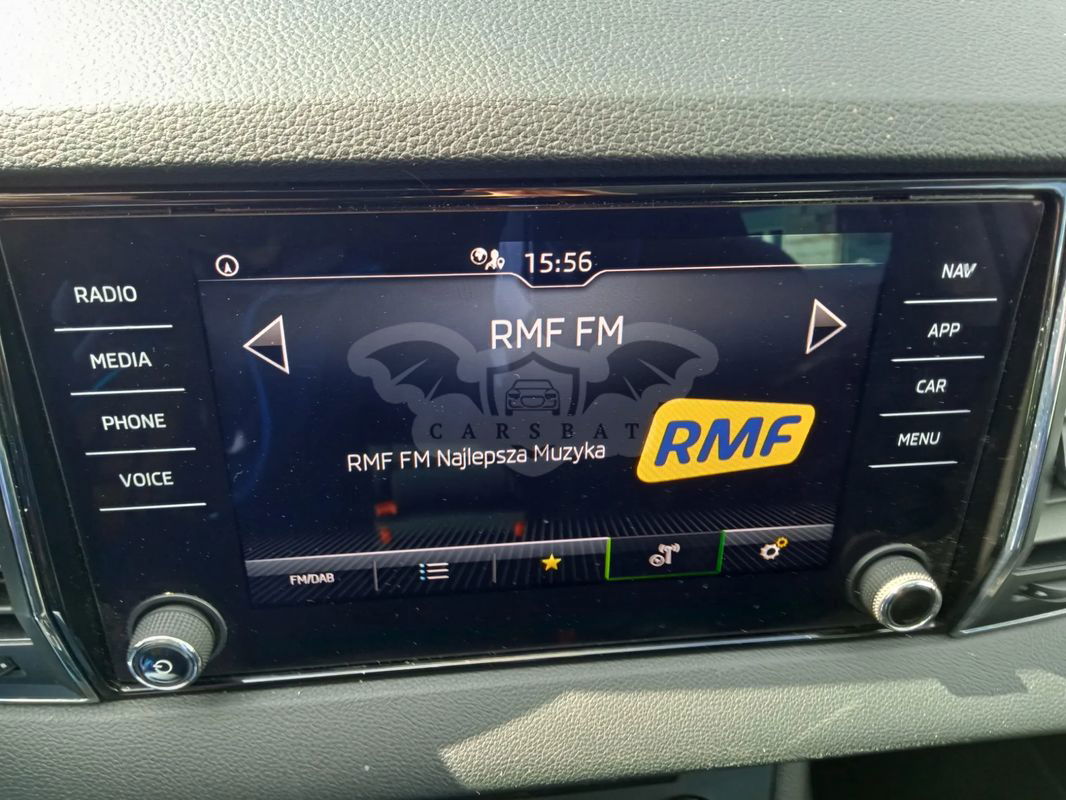 15:56
RADIO
MEDIA
PHONE
VOICE
RMF FM
CARSBAT
RMF FM Najlepsza Muzyka
RMF
NAV
APP
CAR
MENU
FM/DAB